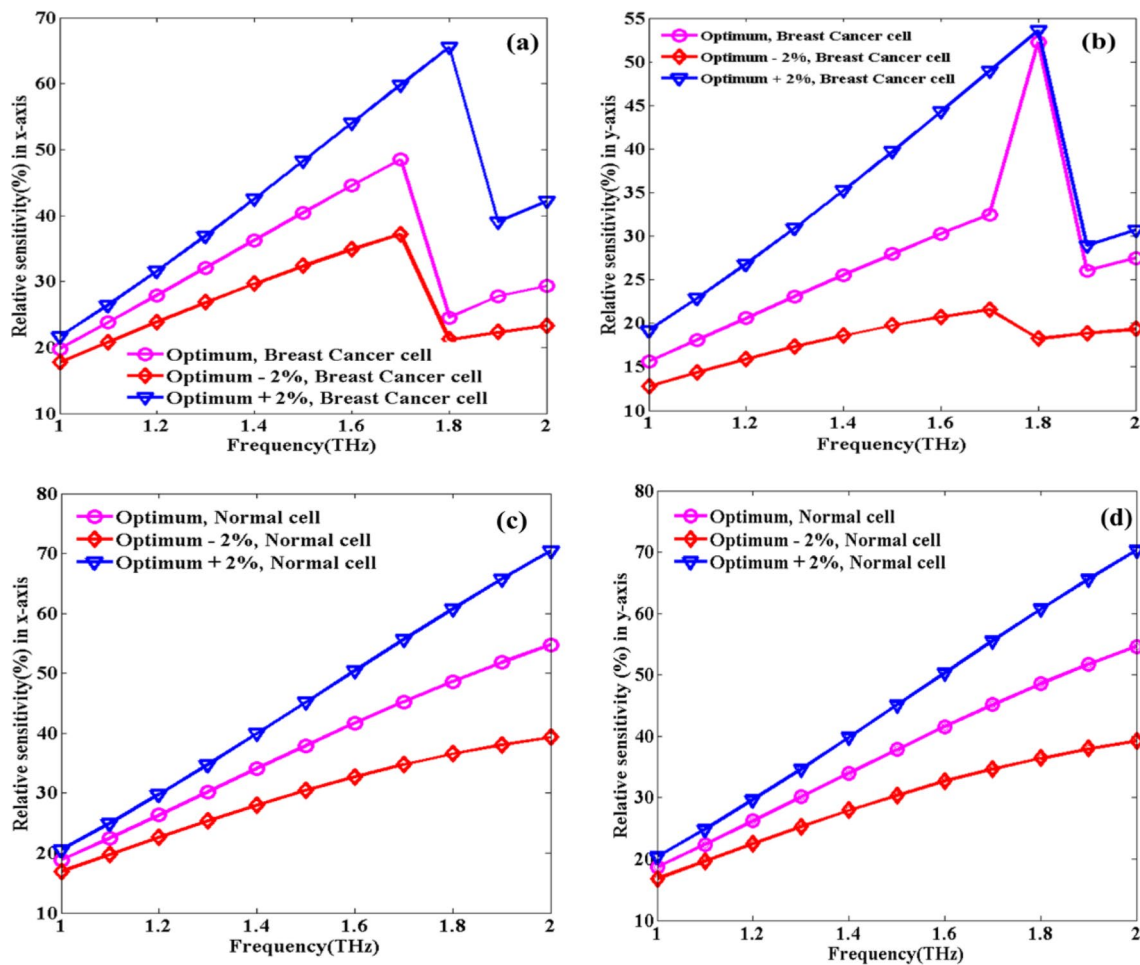 (a)
Relative sensitivity(%) in x-axis
70
60
50
40
30
20
10
Optimum, Breast Cancer cell
Optimum - 2%, Breast Cancer cell
Optimum + 2%, Breast Cancer cell
1 1.2 1.4 1.6 1.8 2
Frequency(THz)
(b)
Relative sensitivity(%) in y-axis
55
50
45
40
35
30
25
20
15
10
Optimum, Breast Cancer cell
Optimum - 2%, Breast Cancer cell
Optimum + 2%, Breast Cancer cell
1 1.2 1.4 1.6 1.8 2
Frequency(THz)
(c)
Relative sensitivity(%) in x-axis
80
70
60
50
40
30
20
10
Optimum, Normal cell
Optimum - 2%, Normal cell
Optimum + 2%, Normal cell
1 1.2 1.4 1.6 1.8 2
Frequency(THz)
(d)
Relative sensitivity (%) in y-axis
80
70
60
50
40
30
20
10
Optimum, Normal cell
Optimum - 2%, Normal cell
Optimum + 2%, Normal cell
1 1.2 1.4 1.6 1.8 2
Frequency(THz)